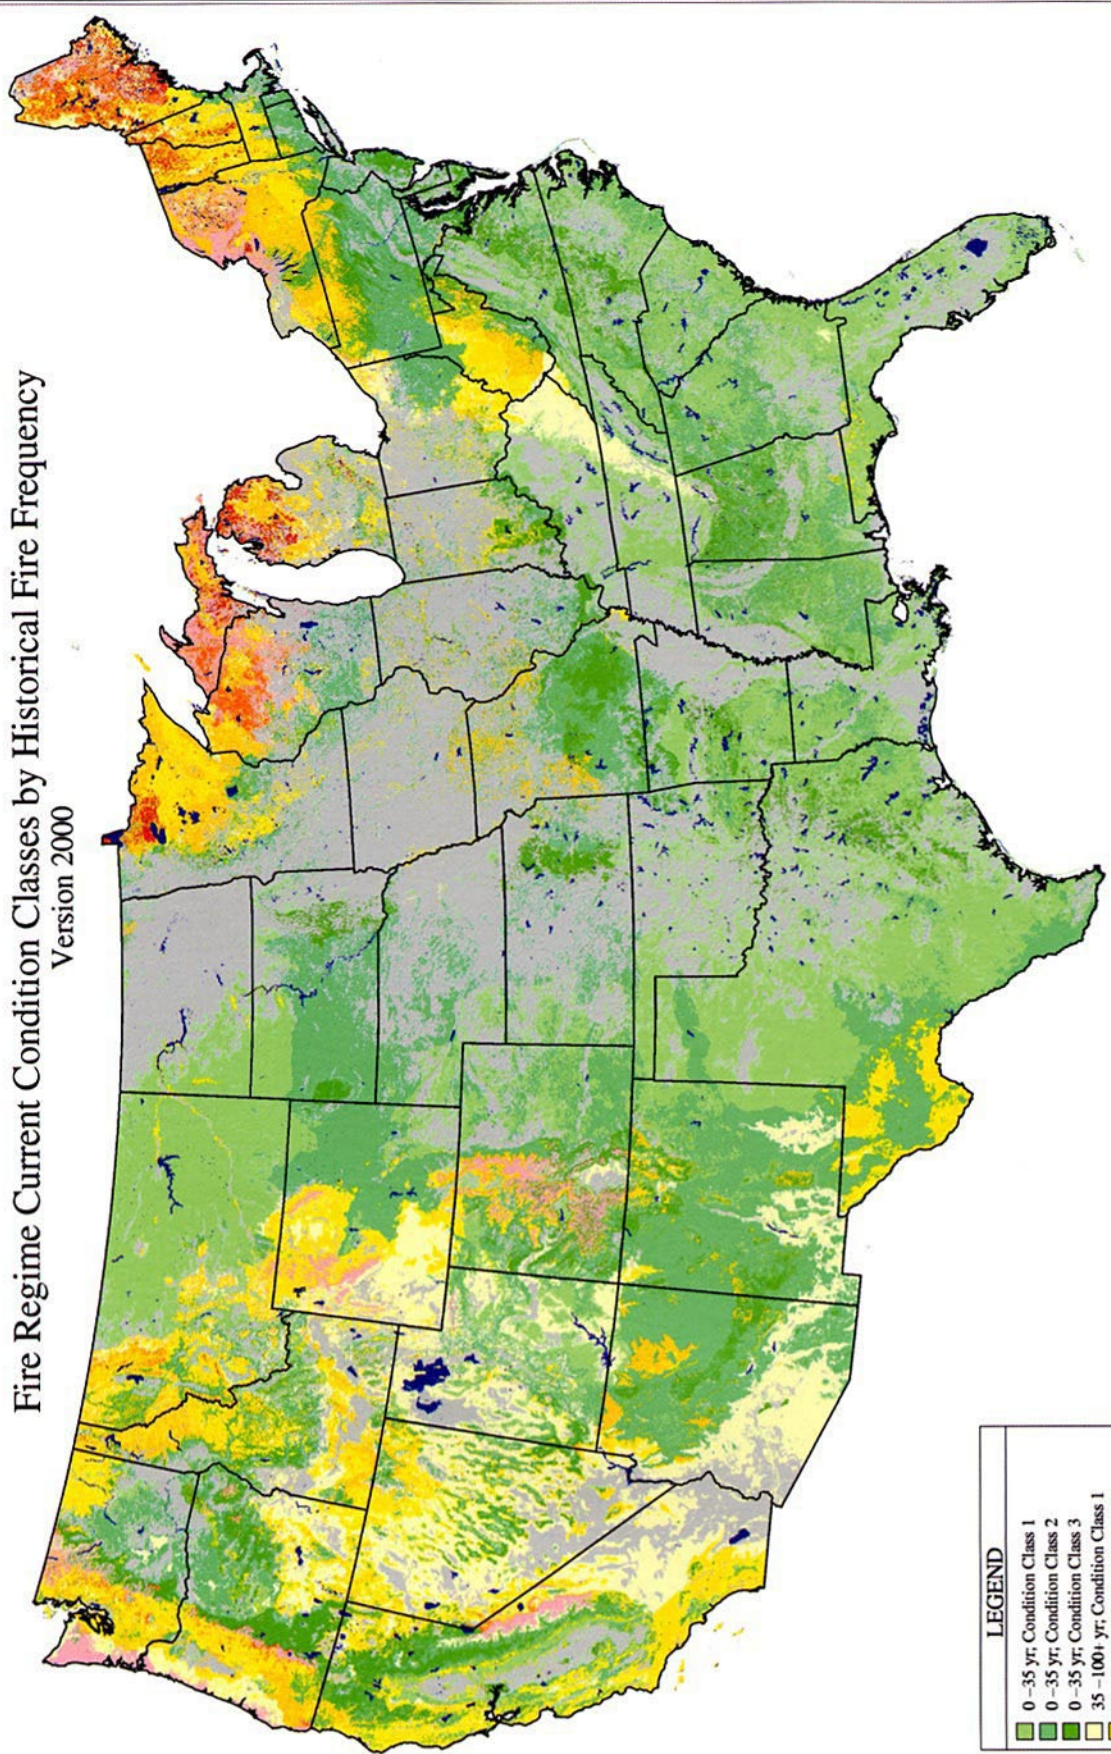 Fire Regime Current Condition Classes by Historical Fire Frequency
Version 2000
LEGEND
0 –35 yr; Condition Class 1
0 –35 yr; Condition Class 2
0 –35 yr; Condition Class 3
35 –100+ yr; Condition Class 1